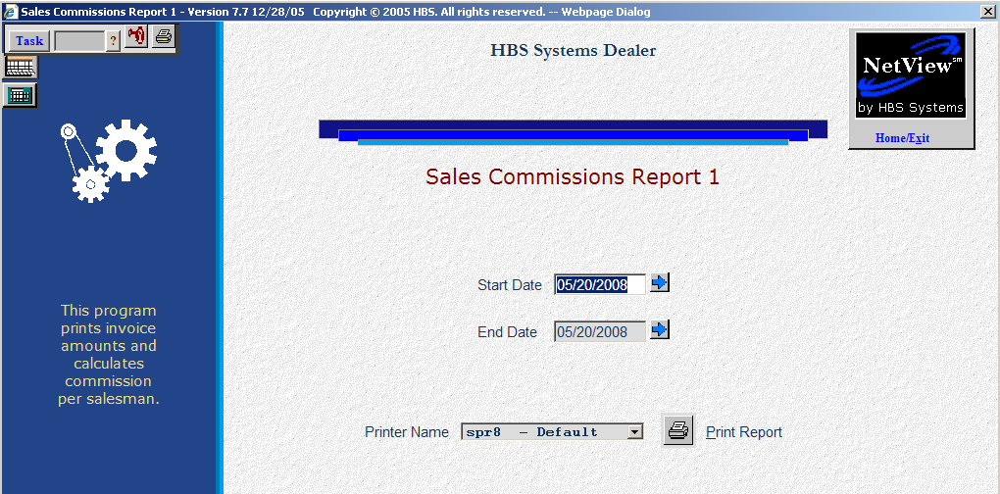 Sales Commissions Report 1 - Version 7.7 12/28/05   Copyright © 2005 HBS. All rights reserved. -- Webpage Dialog
Task ?
HBS Systems Dealer
NetView℠
by HBS Systems
Home/Exit
Sales Commissions Report 1
Start Date 05/20/2008
End Date 05/20/2008
This program
prints invoice
amounts and
calculates
commission
per salesman.
Printer Name spr8 - Default Print Report